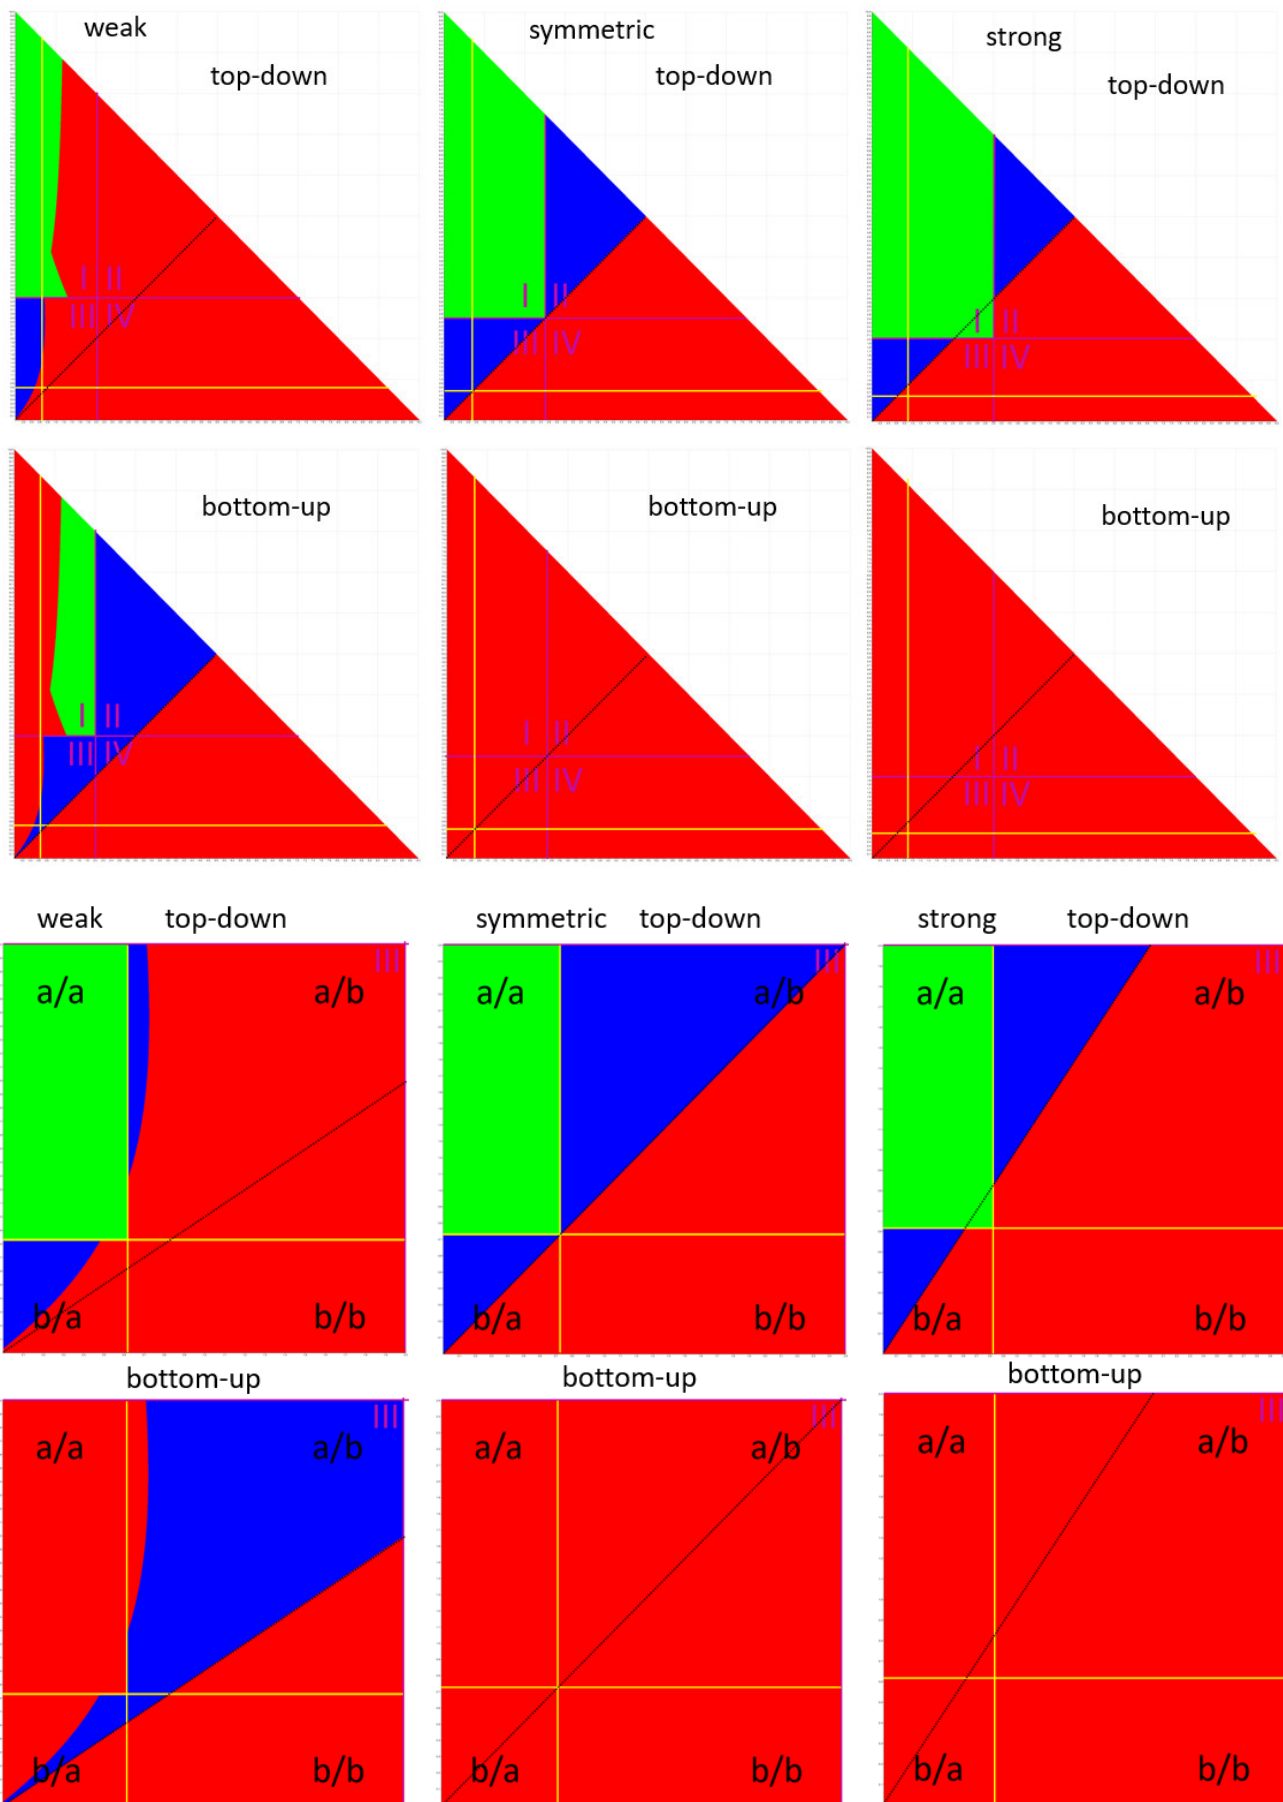 weak symmetric strong
top-down top-down top-down
I II I II I II
III IV III IV III IV
bottom-up bottom-up bottom-up
I II I II I II
III IV III IV III IV
weak top-down symmetric top-down strong top-down
III III III
a/a a/b a/a a/b a/a a/b
b/a b/b b/a b/b b/a b/b
bottom-up bottom-up bottom-up
III III III
a/a a/b a/a a/b a/a a/b
b/a b/b b/a b/b b/a b/b